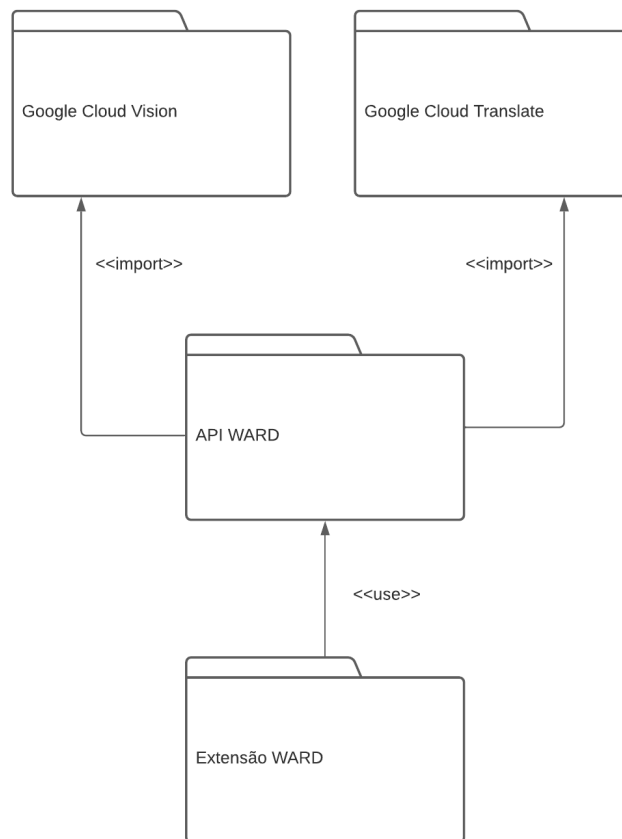 Google Cloud Vision
Google Cloud Translate
<<import>>
<<import>>
API WARD
<<use>>
Extensão WARD